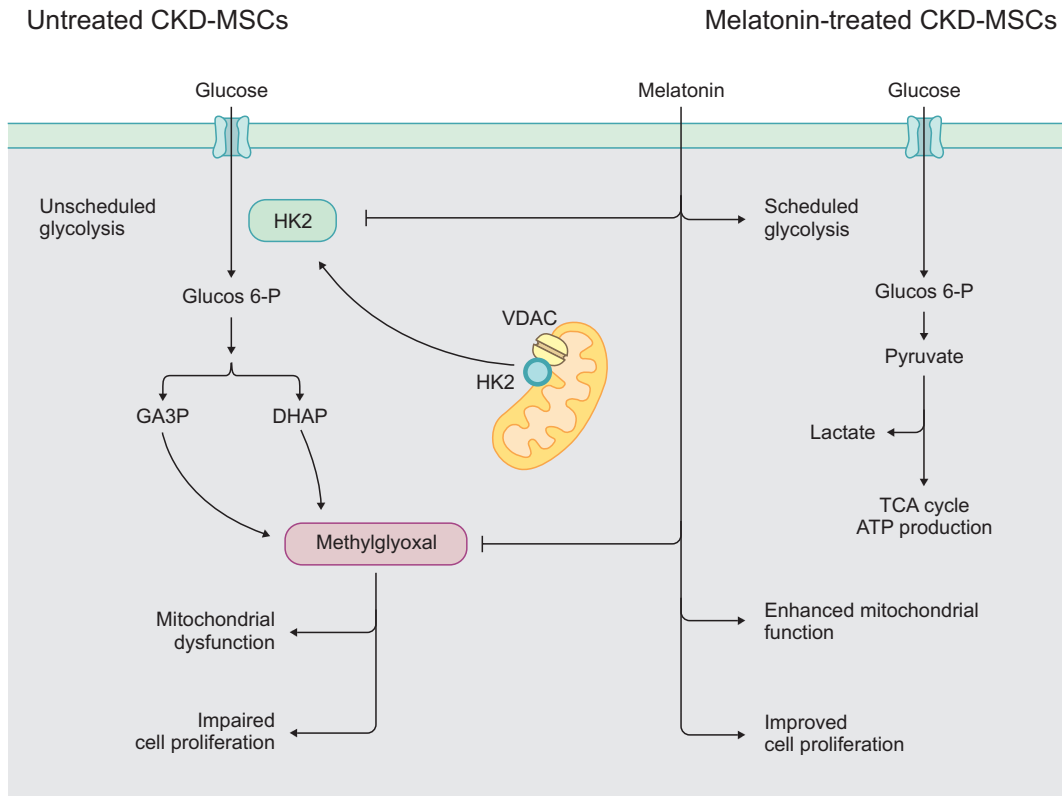 Untreated CKD-MSCs
Melatonin-treated CKD-MSCs
Glucose
Melatonin
Glucose
Unscheduled
glycolysis
HK2
Scheduled
glycolysis
Glucos 6-P
Glucos 6-P
VDAC
HK2
Pyruvate
GA3P
DHAP
Lactate
TCA cycle
ATP production
Methylglyoxal
Mitochondrial
dysfunction
Enhanced mitochondrial
function
Impaired
cell proliferation
Improved
cell proliferation